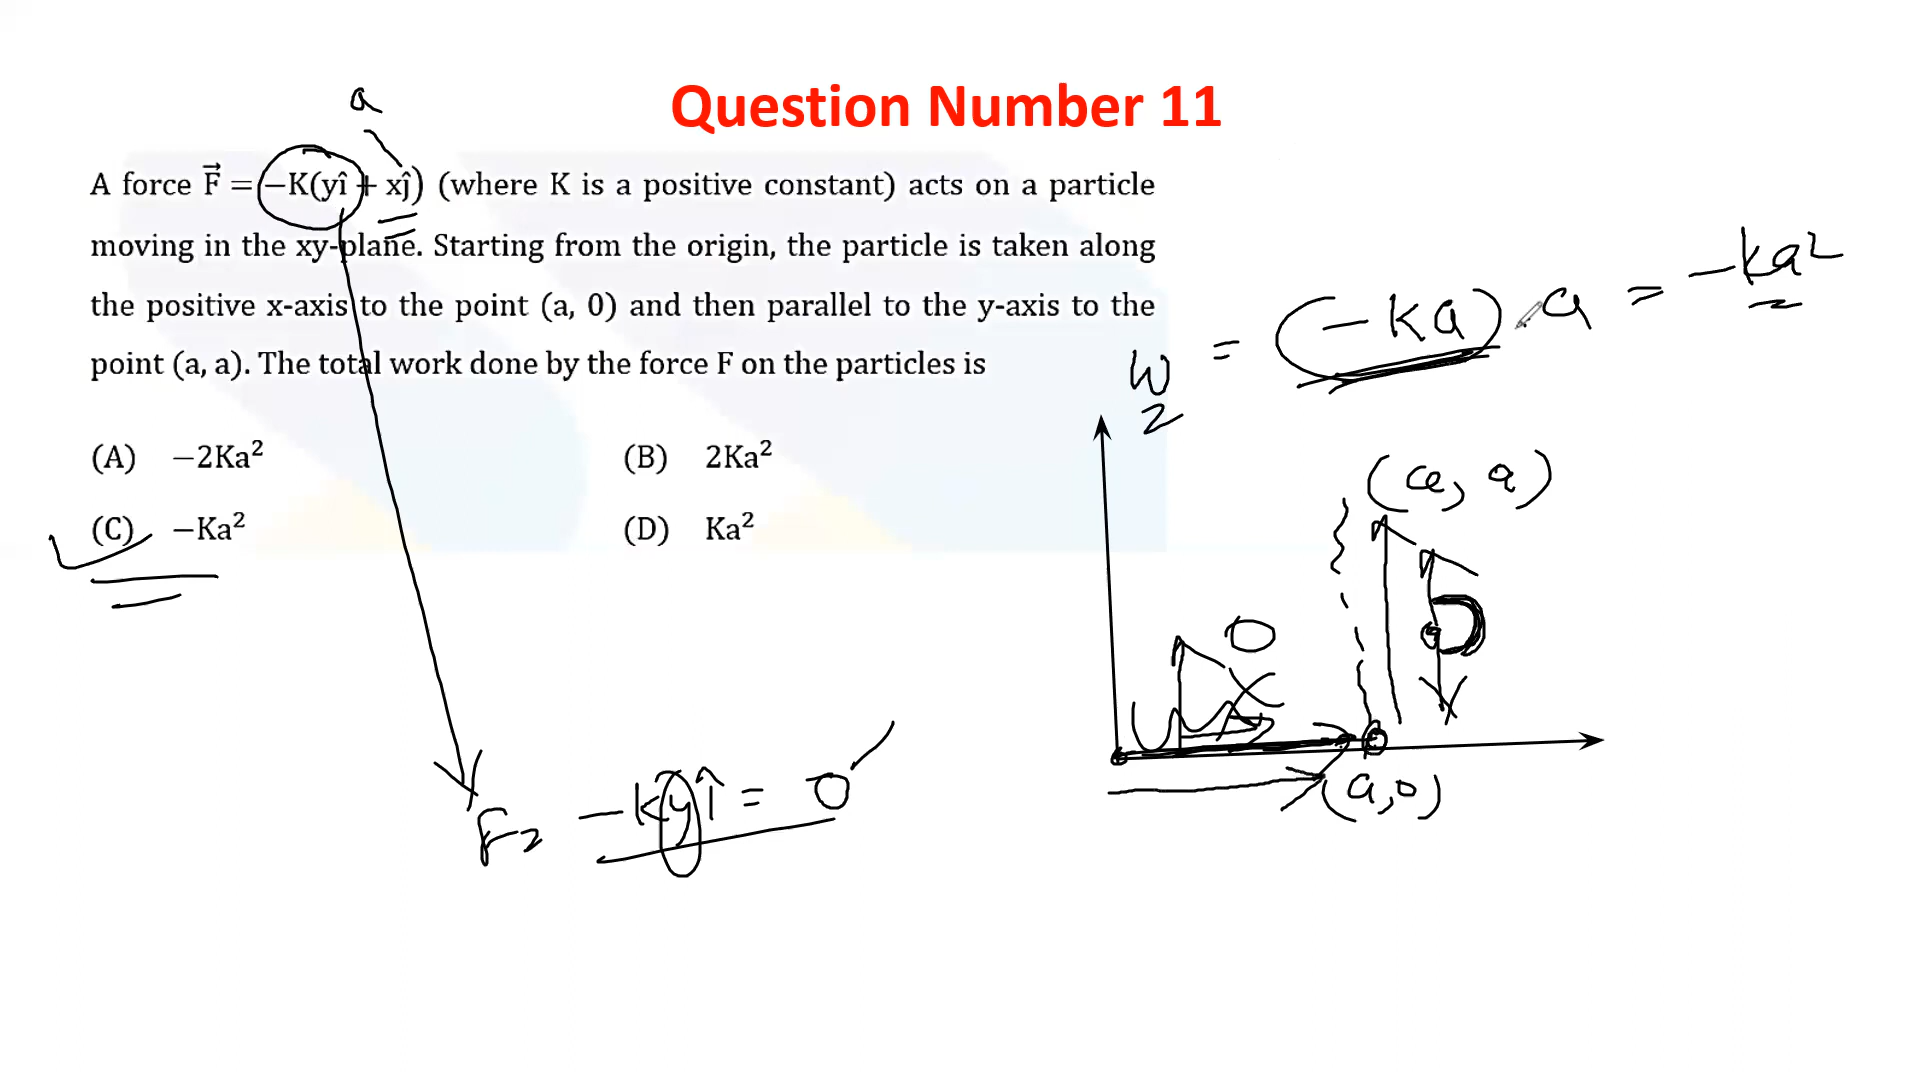 Question Number 11
a
A force F⃗ = −K(yî + xĵ) (where K is a positive constant) acts on a particle
moving in the xy-plane. Starting from the origin, the particle is taken along
the positive x-axis to the point (a, 0) and then parallel to the y-axis to the
point (a, a). The total work done by the force F on the particles is
W = (−Ka) · a = −Ka²
2
(A) −2Ka² (B) 2Ka²
(C) −Ka² (D) Ka²
(a, a)
0
(a,0)
F = −Kyî = 0